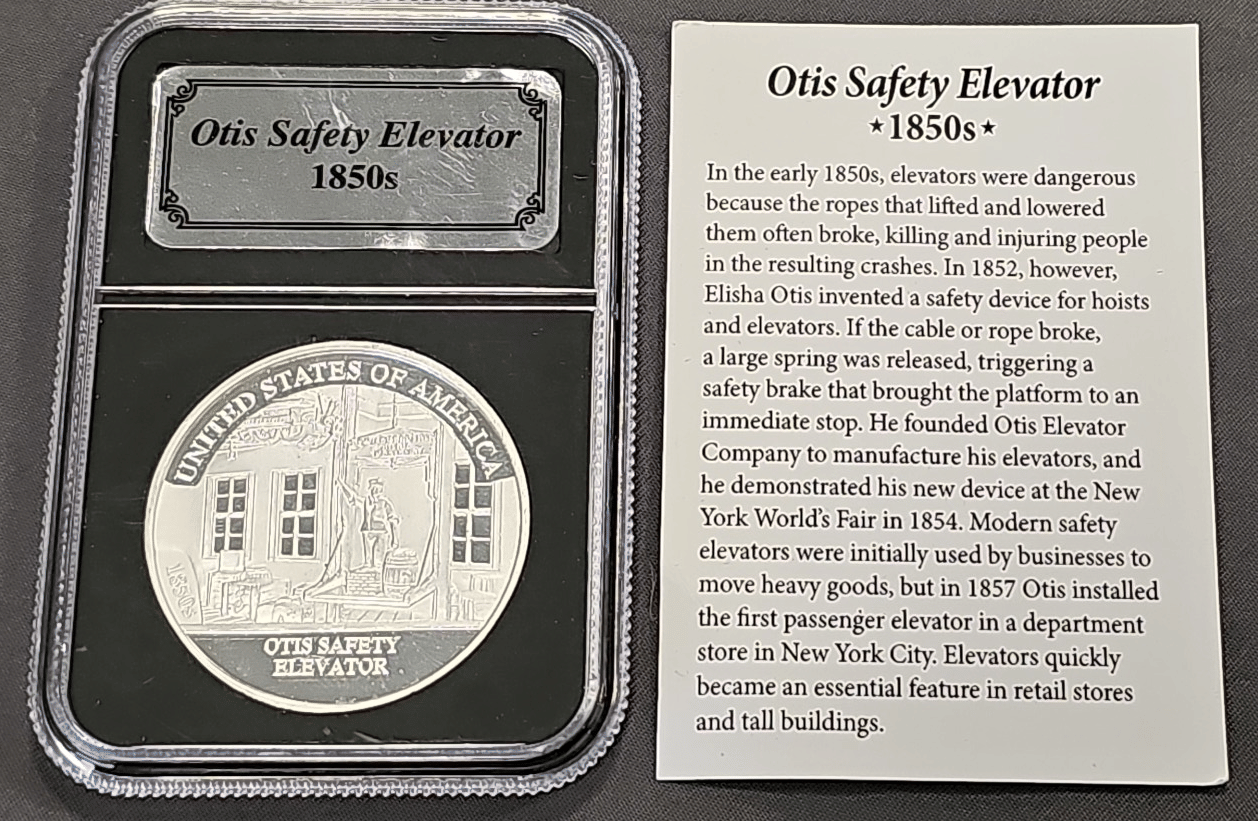 Otis Safety Elevator
1850s
UNITED STATES OF AMERICA
1850s
OTIS SAFETY
ELEVATOR
Otis Safety Elevator
★1850s★
In the early 1850s, elevators were dangerous
because the ropes that lifted and lowered
them often broke, killing and injuring people
in the resulting crashes. In 1852, however,
Elisha Otis invented a safety device for hoists
and elevators. If the cable or rope broke,
a large spring was released, triggering a
safety brake that brought the platform to an
immediate stop. He founded Otis Elevator
Company to manufacture his elevators, and
he demonstrated his new device at the New
York World's Fair in 1854. Modern safety
elevators were initially used by businesses to
move heavy goods, but in 1857 Otis installed
the first passenger elevator in a department
store in New York City. Elevators quickly
became an essential feature in retail stores
and tall buildings.